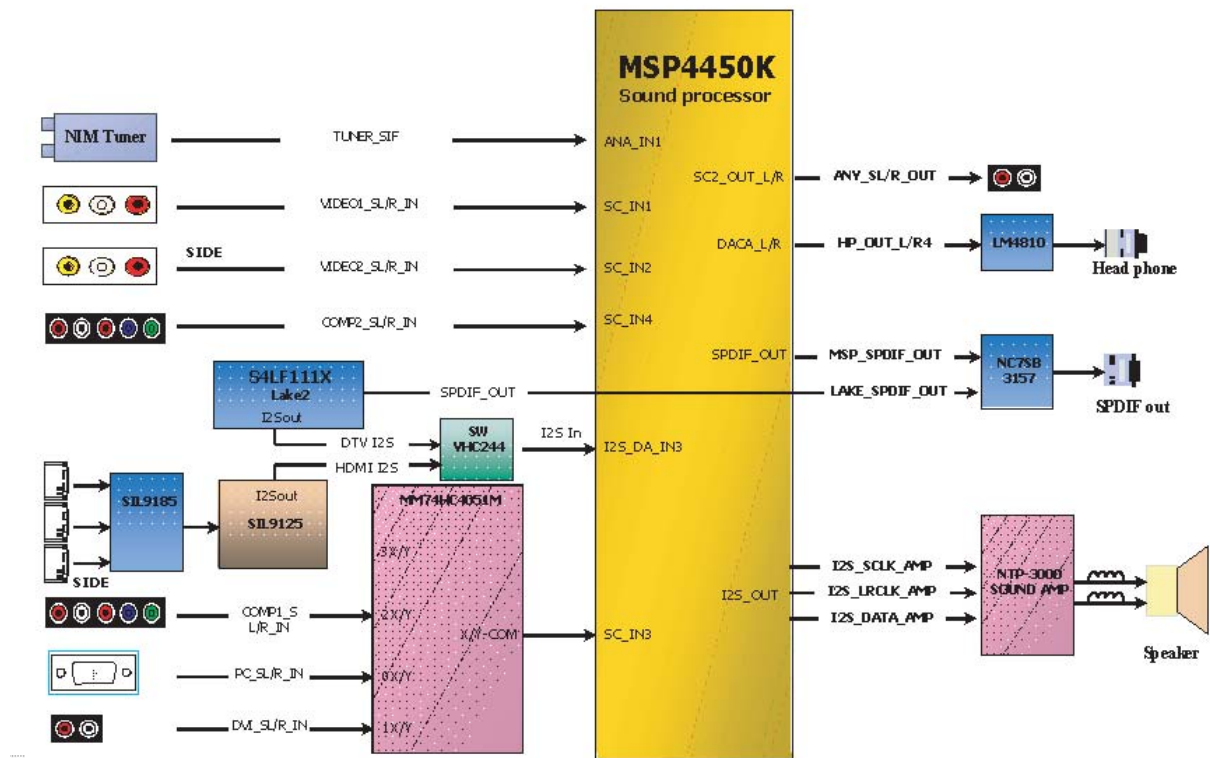 MSP4450K
Sound processor
NIM Tuner
TUNER_SIF
ANA_IN1
SC2_OUT_L/R
ANY_SL/R_OUT
VIDEO1_SL/R_IN
SC_IN1
DACA_L/R
HP_OUT_L/R4
LM4810
Head phone
SIDE
VIDEO2_SL/R_IN
SC_IN2
COMP2_SL/R_IN
SC_IN4
SPDIF_OUT
MSP_SPDIF_OUT
NC7SB
3157
SPDIF out
S4LF111X
Lake2
I2Sout
SPDIF_OUT
LAKE_SPDIF_OUT
DTV I2S
HDMI I2S
SW
VHC244
I2S In
I2S_DA_IN3
SIL9185
I2Sout
SIL9125
SIDE
MM74HC4051M
3X/Y
COMP1_S
L/R_IN
2X/Y
X/Y-COM
SC_IN3
PC_SL/R_IN
0X/Y
DVI_SL/R_IN
1X/Y
I2S_OUT
I2S_SCLK_AMP
I2S_LRCLK_AMP
I2S_DATA_AMP
NTP-3000
SOUND AMP
Speaker